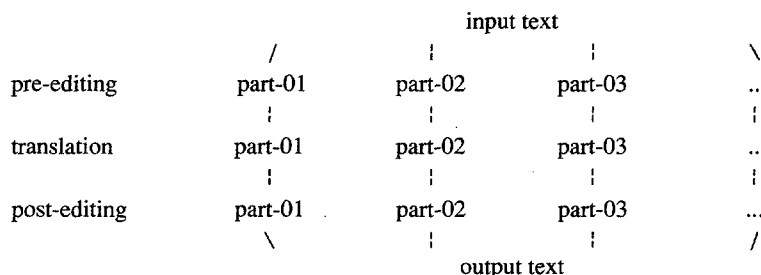 input text
/ ¦ ¦ \
pre-editing part-01 part-02 part-03 ..
¦ ¦ ¦ ¦
translation part-01 part-02 part-03 ..
¦ ¦ ¦ ¦
post-editing part-01 part-02 part-03 ...
\ ¦ ¦ /
output text